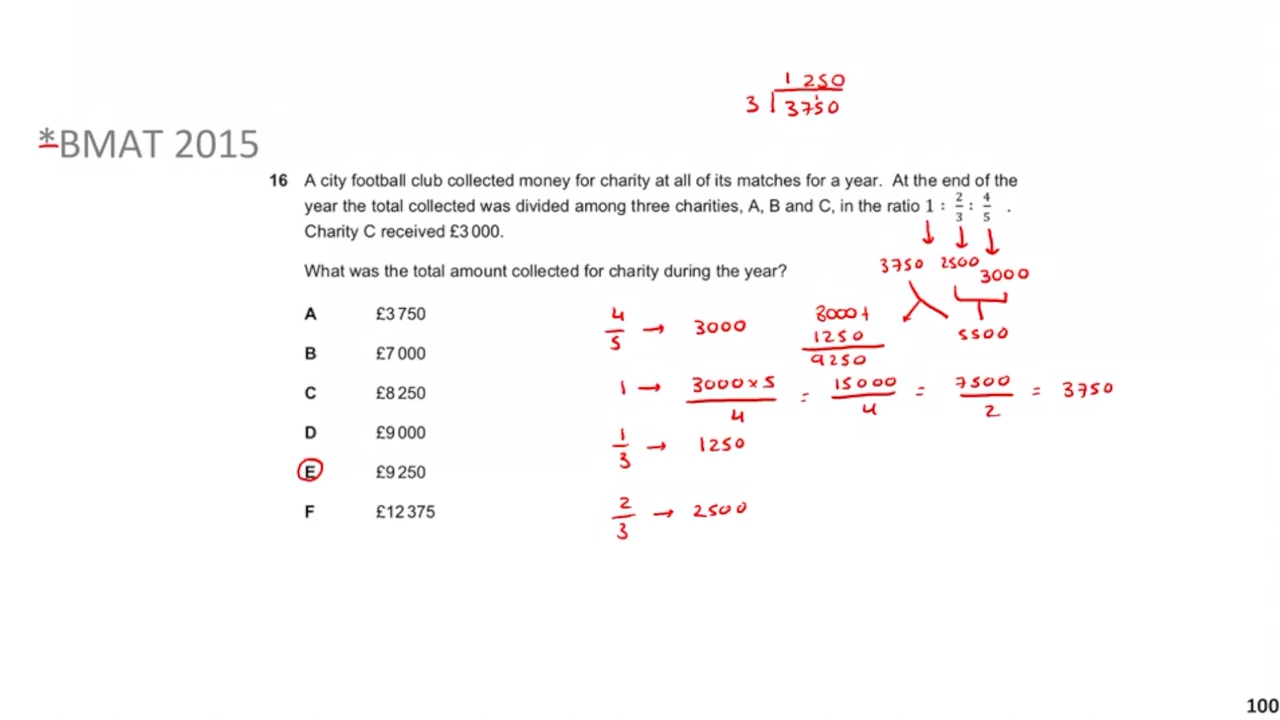 1 250
3 3750
*BMAT 2015
16 A city football club collected money for charity at all of its matches for a year. At the end of the
year the total collected was divided among three charities, A, B and C, in the ratio 1 : 2/3 : 4/5 .
Charity C received £3 000.
3750 2500 3000
What was the total amount collected for charity during the year?
A £3 750
4/5 → 3000
8000+
1250
9250
5500
B £7 000
C £8 250
1 → 3000×5/4 = 15000/4 = 7500/2 = 3750
D £9 000
1/3 → 1250
E £9 250
F £12 375
2/3 → 2500
100